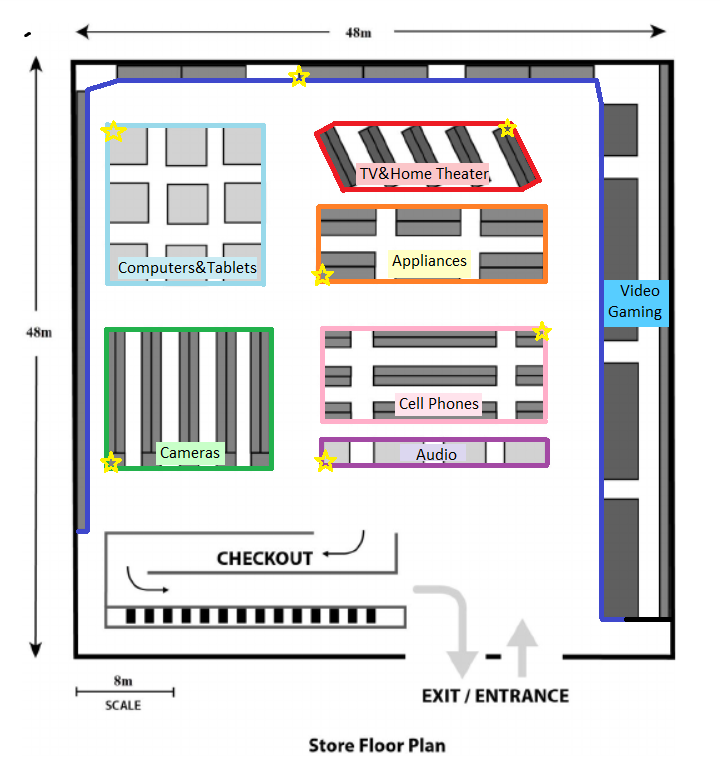 48m
TV&Home Theater
Computers&Tablets
Appliances
Video
Gaming
48m
Cell Phones
Cameras
Audio
CHECKOUT
8m
SCALE
EXIT / ENTRANCE
Store Floor Plan